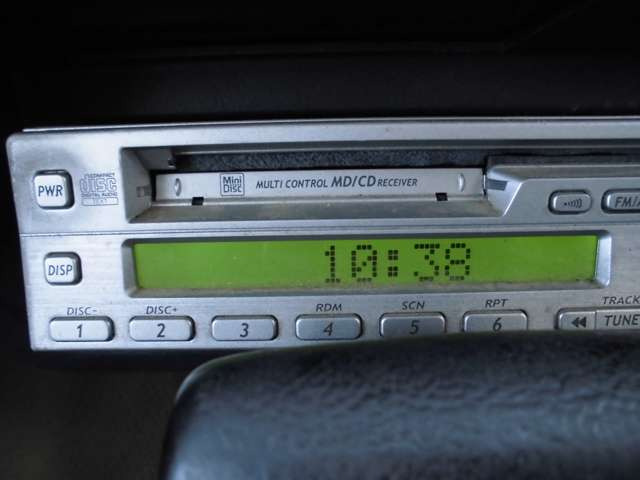 PWR
COMPACT
disc
DIGITAL AUDIO
TEXT
Mini
DISC
MULTI CONTROL MD/CD RECEIVER
FM/A
DISP
10:38
DISC-
DISC+
RDM
SCN
RPT
TRACK
1
2
3
4
5
6
TUNE